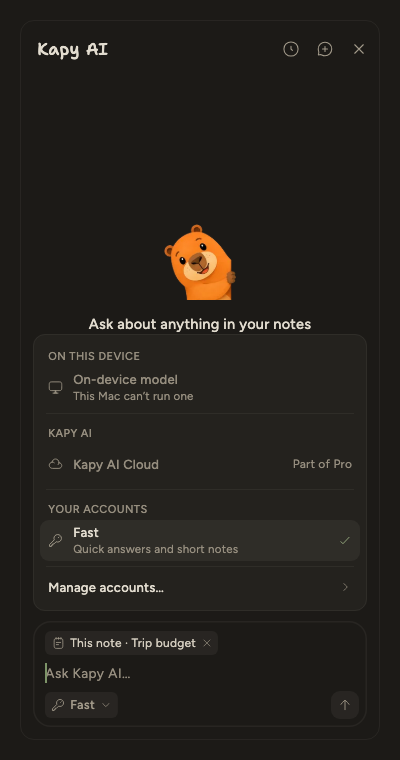 Kapy AI
Ask about anything in your notes
ON THIS DEVICE
On-device model
This Mac can't run one
KAPY AI
Kapy AI Cloud
Part of Pro
YOUR ACCOUNTS
Fast
Quick answers and short notes
Manage accounts...
This note · Trip budget
Ask Kapy AI...
Fast